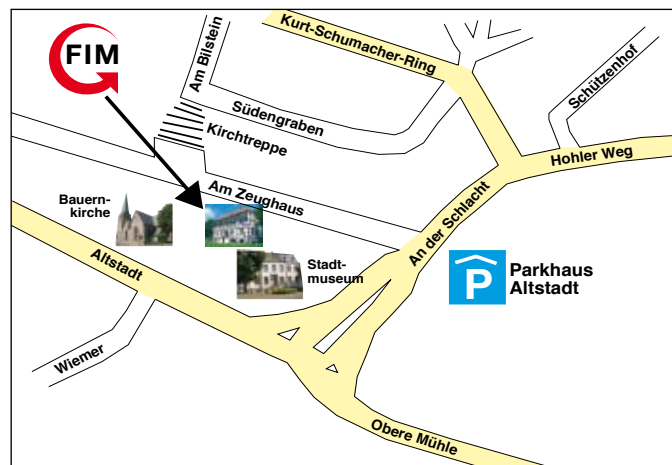 FIM
Kurt-Schumacher-Ring
Am Bilstein
Südengraben
Kirchtreppe
Schützenhof
Hohler Weg
Am Zeughaus
Bauern-
kirche
An der Schlacht
Altstadt
Stadt-
museum
P
Parkhaus
Altstadt
Wiemer
Obere Mühle